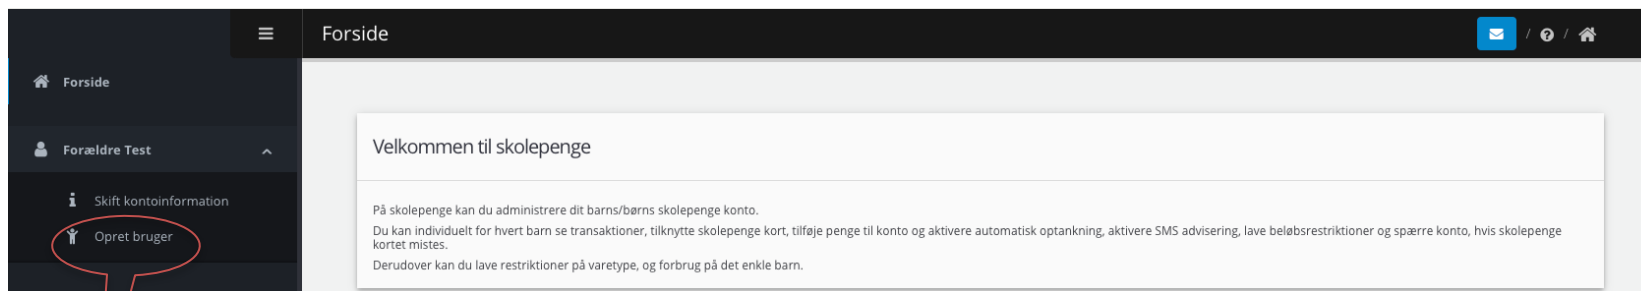 Forside
/ /
Forside
Forældre Test
Skift kontoinformation
Opret bruger
Velkommen til skolepenge
På skolepenge kan du administrere dit barns/børns skolepenge konto.
Du kan individuelt for hvert barn se transaktioner, tilknytte skolepenge kort, tilføje penge til konto og aktivere automatisk optankning, aktivere SMS advisering, lave beløbsrestriktioner og spærre konto, hvis skolepenge
kortet mistes.
Derudover kan du lave restriktioner på varetype, og forbrug på det enkle barn.